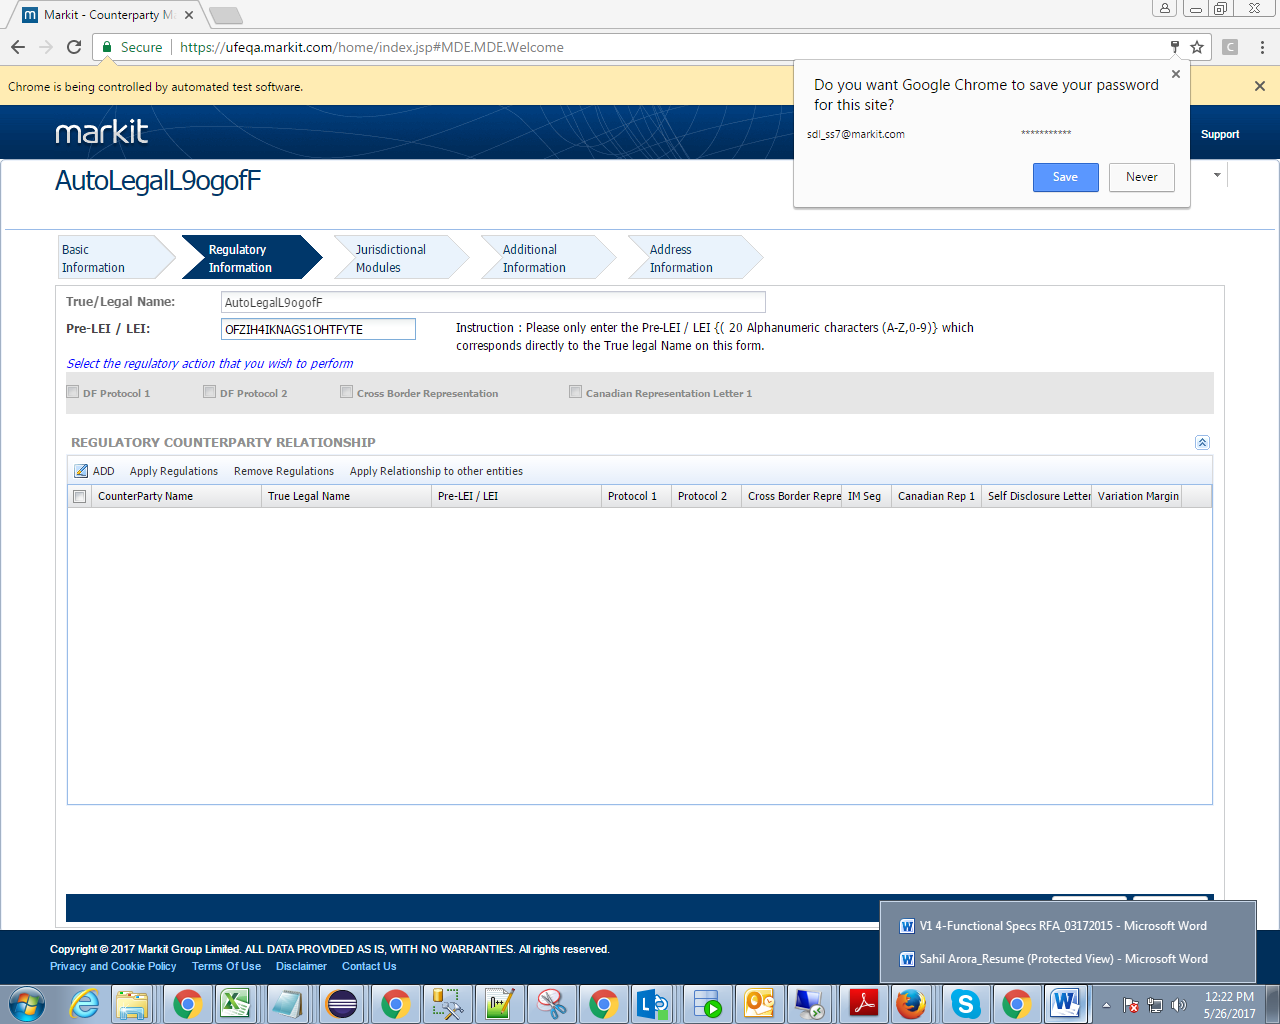 Markit - Counterparty M
Secure
https://ufeqa.markit.com/home/index.jsp#MDE.MDE.Welcome
C
Chrome is being controlled by automated test software.
Do you want Google Chrome to save your password
for this site?
sdl_ss7@markit.com ***********
Save Never
markit
Support
AutoLegalL9ogofF
Basic
Information
Regulatory
Information
Jurisdictional
Modules
Additional
Information
Address
Information
True/Legal Name: AutoLegalL9ogofF
Pre-LEI / LEI: OFZIH4IKNAGS1OHTFYTE
Instruction : Please only enter the Pre-LEI / LEI {( 20 Alphanumeric characters (A-Z,0-9)} which
corresponds directly to the True legal Name on this form.
Select the regulatory action that you wish to perform
DF Protocol 1 DF Protocol 2 Cross Border Representation Canadian Representation Letter 1
REGULATORY COUNTERPARTY RELATIONSHIP
ADD Apply Regulations Remove Regulations Apply Relationship to other entities
CounterParty Name True Legal Name Pre-LEI / LEI Protocol 1 Protocol 2 Cross Border Repre IM Seg Canadian Rep 1 Self Disclosure Letter Variation Margin
V1 4-Functional Specs RFA_03172015 - Microsoft Word
Sahil Arora_Resume (Protected View) - Microsoft Word
Copyright © 2017 Markit Group Limited. ALL DATA PROVIDED AS IS, WITH NO WARRANTIES. All rights reserved.
Privacy and Cookie Policy Terms Of Use Disclaimer Contact Us
12:22 PM
5/26/2017